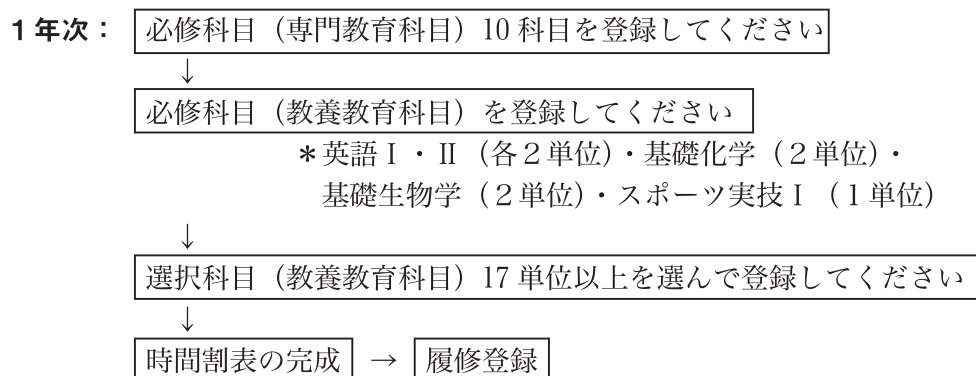 1年次： 必修科目（専門教育科目）10 科目を登録してください
↓
必修科目（教養教育科目）を登録してください
＊英語Ⅰ・Ⅱ（各２単位）・基礎化学（２単位）・
基礎生物学（２単位）・スポーツ実技Ⅰ（１単位）
↓
選択科目（教養教育科目）17 単位以上を選んで登録してください
↓
時間割表の完成 → 履修登録